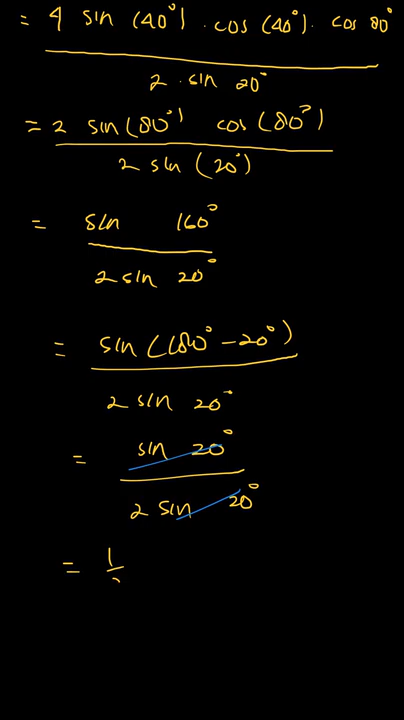 = 4 sin (40°) . cos (40°) . cos 80°
2 . sin 20°
= 2 sin (80°) cos (80°)
2 sin (20°)
= sin 160°
2 sin 20°
= sin (180° - 20°)
2 sin 20°
= sin 20°
2 sin 20°
= 1